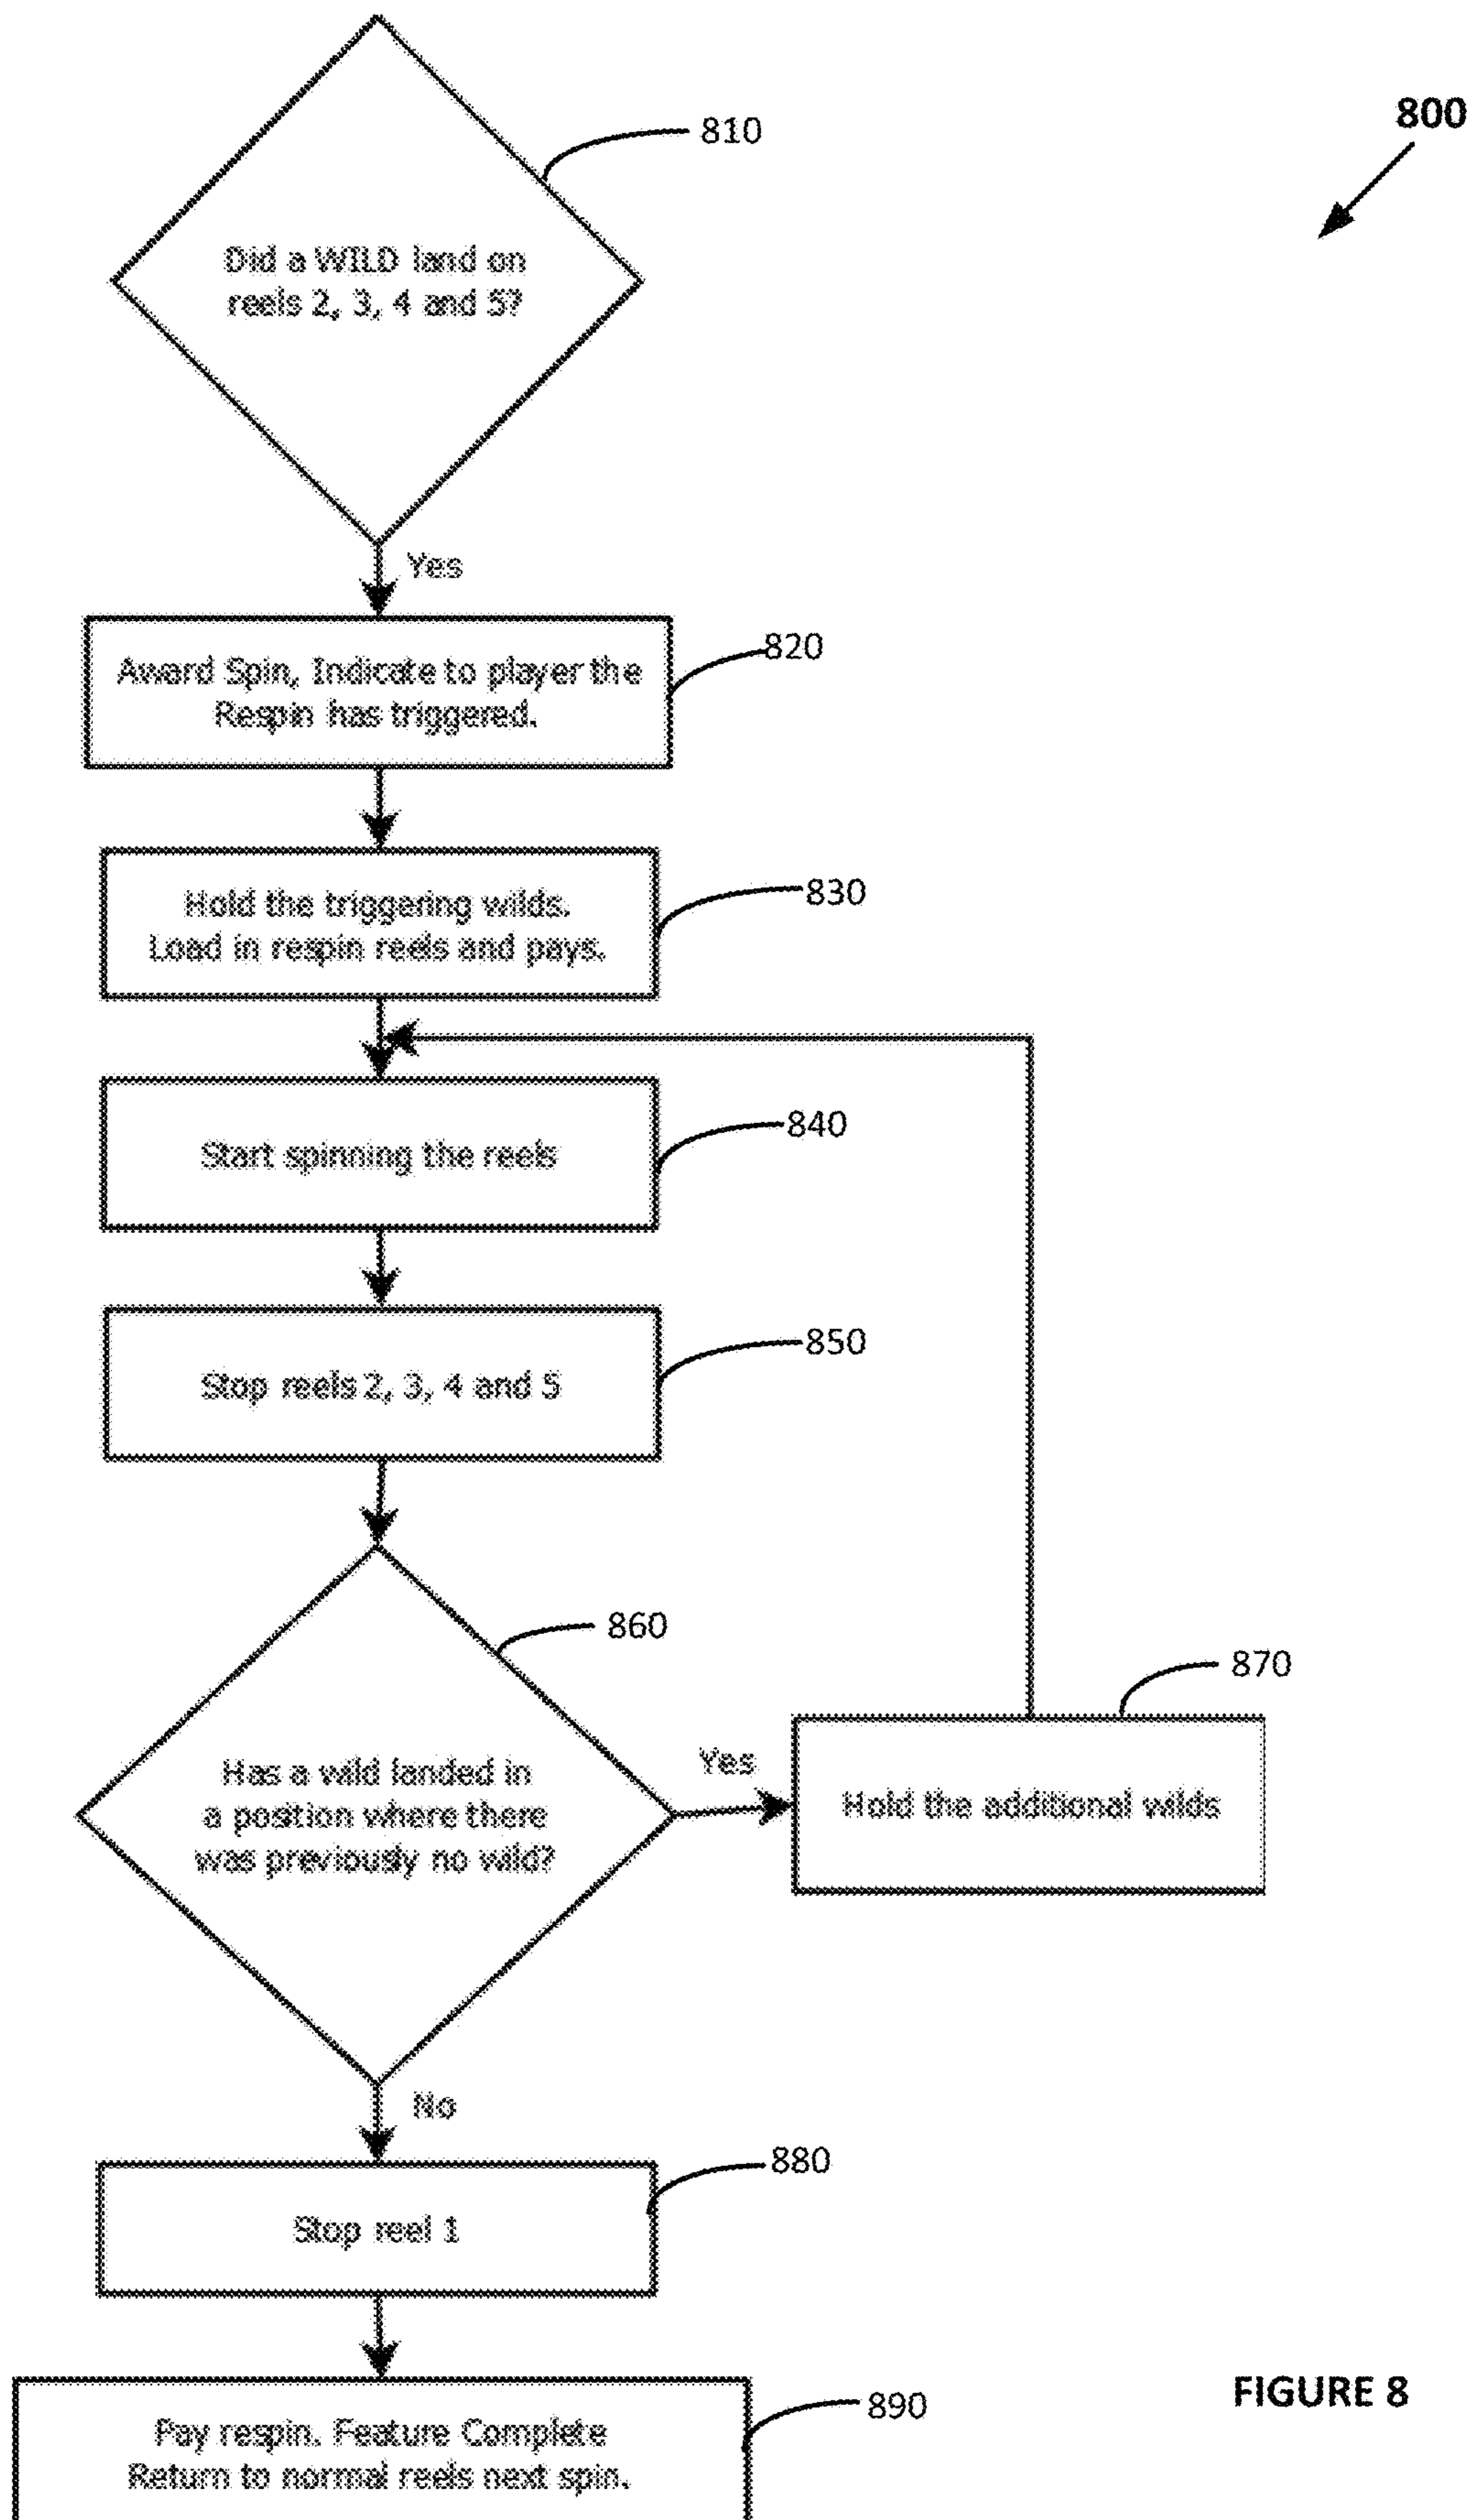 800
810
Did a WILD land on
reels 2, 3, 4 and 5?
Yes
820
Award Spin, Indicate to player the
Respin has triggered.
830
Hold the triggering wilds.
Load in respin reels and pays.
840
Start spinning the reels
850
Stop reels 2, 3, 4 and 5
860
Has a wild landed in
a position where there
was previously no wild?
Yes
870
Hold the additional wilds
No
880
Stop reel 1
890
Pay respin. Feature Complete
Return to normal reels next spin.
FIGURE 8